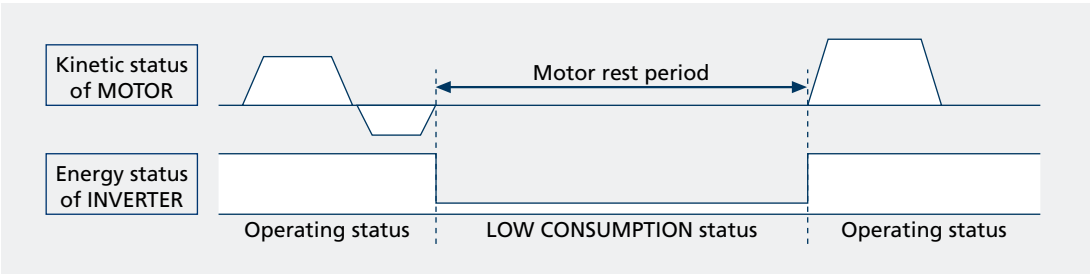 Kinetic status
of MOTOR
Motor rest period
Energy status
of INVERTER
Operating status
LOW CONSUMPTION status
Operating status